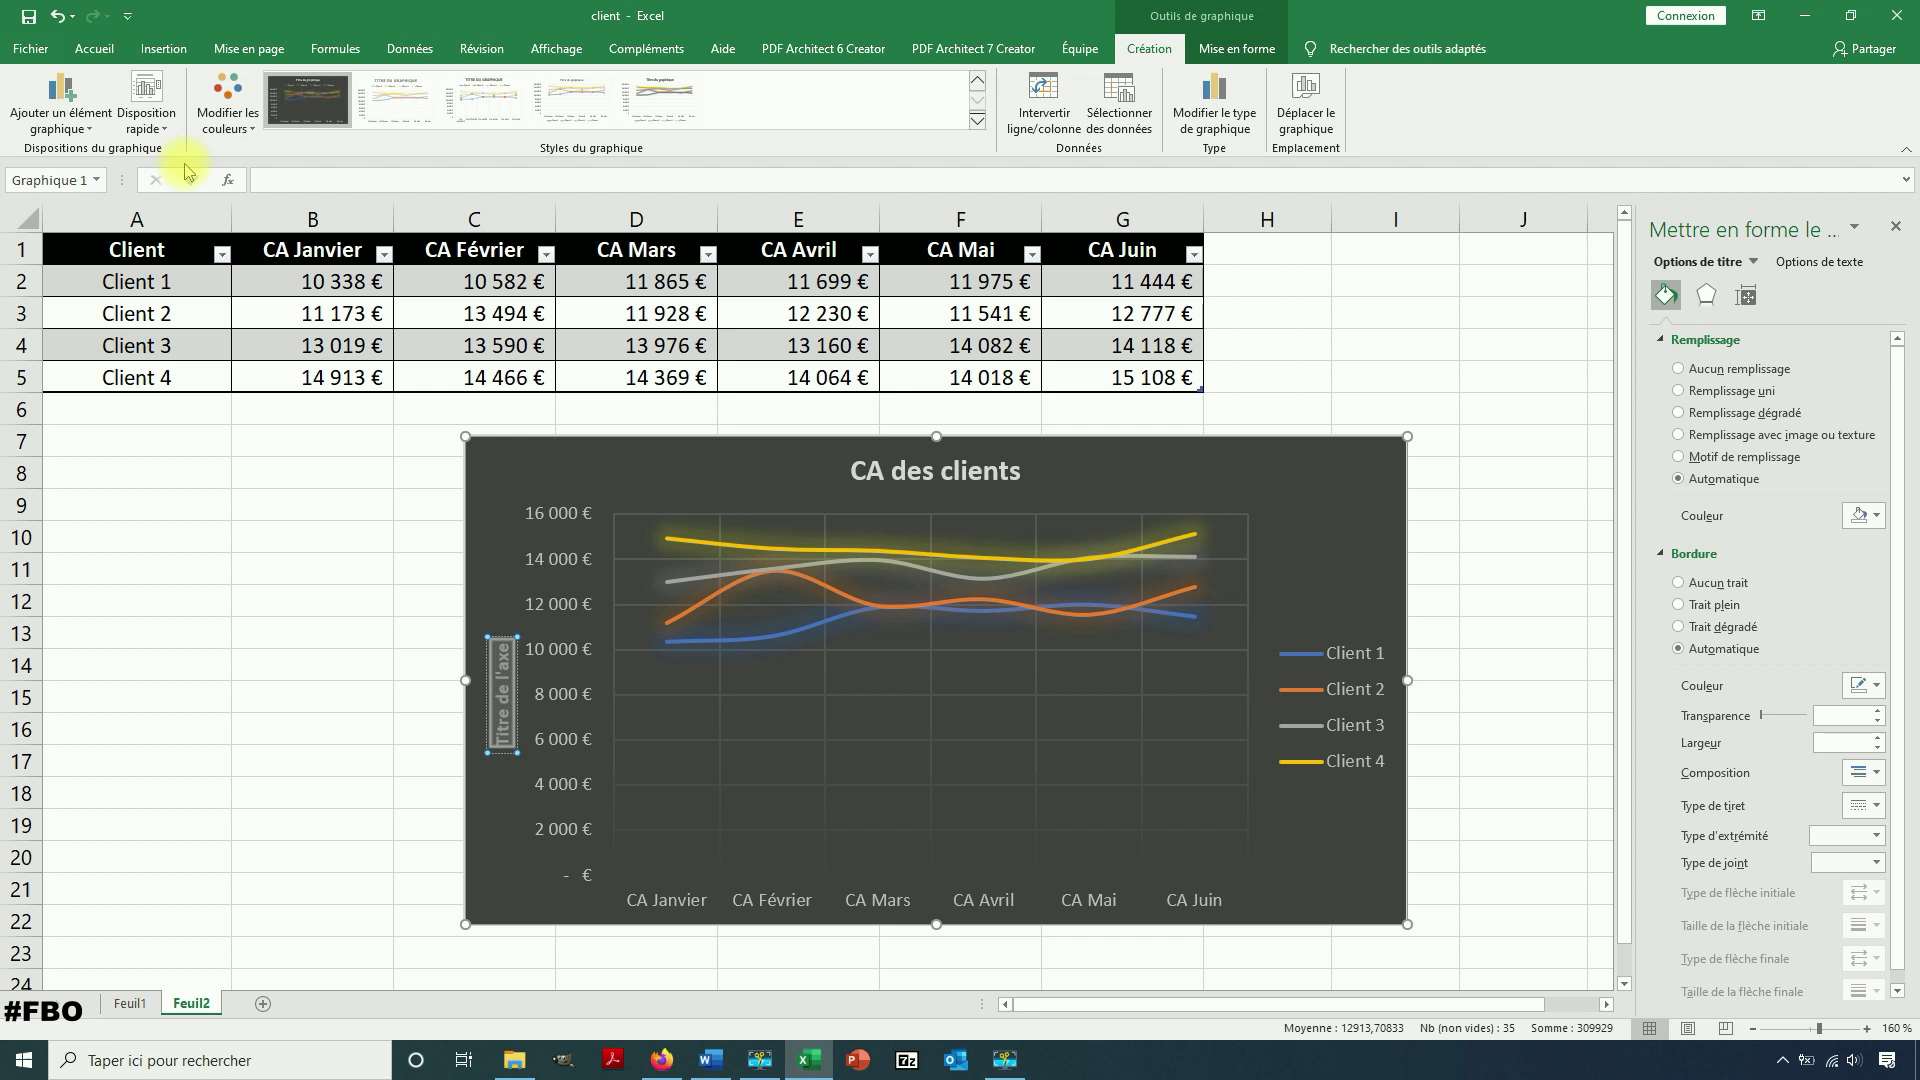 client - Excel
Outils de graphique
Connexion
Fichier Accueil Insertion Mise en page Formules Données Révision Affichage Compléments Aide PDF Architect 6 Creator PDF Architect 7 Creator Équipe Création Mise en forme Rechercher des outils adaptés Partager
Ajouter un élément graphique
Disposition rapide
Modifier les couleurs
Intervertir ligne/colonne
Sélectionner des données
Modifier le type de graphique
Déplacer le graphique
Dispositions du graphique Styles du graphique Données Type Emplacement
Graphique 1 fx
A B C D E F G H I J
1 Client CA Janvier CA Février CA Mars CA Avril CA Mai CA Juin
2 Client 1 10 338 € 10 582 € 11 865 € 11 699 € 11 975 € 11 444 €
3 Client 2 11 173 € 13 494 € 11 928 € 12 230 € 11 541 € 12 777 €
4 Client 3 13 019 € 13 590 € 13 976 € 13 160 € 14 082 € 14 118 €
5 Client 4 14 913 € 14 466 € 14 369 € 14 064 € 14 018 € 15 108 €
6
7
8
9
10
11
12
13
14
15
16
17
18
19
20
21
22
23
24
CA des clients
16 000 €
14 000 €
12 000 €
10 000 €
8 000 €
6 000 €
4 000 €
2 000 €
- €
Titre de l'axe
CA Janvier CA Février CA Mars CA Avril CA Mai CA Juin
Client 1
Client 2
Client 3
Client 4
Mettre en forme le ...
Options de titre Options de texte
Remplissage
Aucun remplissage
Remplissage uni
Remplissage dégradé
Remplissage avec image ou texture
Motif de remplissage
Automatique
Couleur
Bordure
Aucun trait
Trait plein
Trait dégradé
Automatique
Couleur
Transparence
Largeur
Composition
Type de tiret
Type d'extrémité
Type de joint
Type de flèche initiale
Taille de la flèche initiale
Type de flèche finale
Taille de la flèche finale
#FBO
Feuil1 Feuil2
Moyenne : 12913,70833 Nb (non vides) : 35 Somme : 309929 160 %
Taper ici pour rechercher